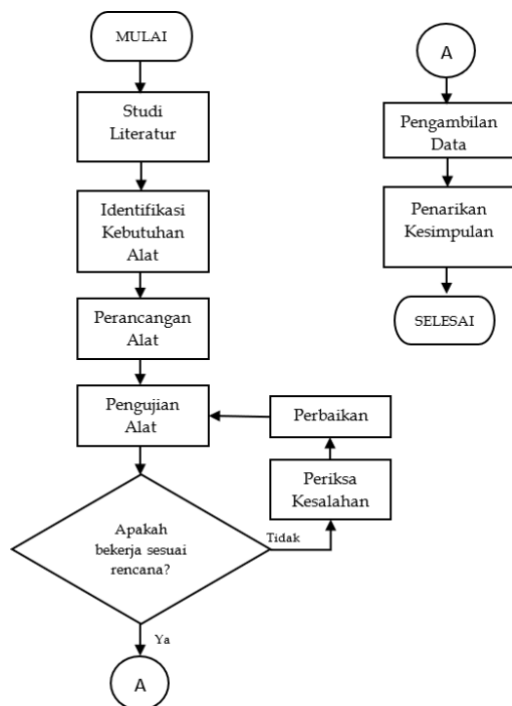 MULAI
Studi
Literatur
Identifikasi
Kebutuhan
Alat
Perancangan
Alat
Pengujian
Alat
Perbaikan
Periksa
Kesalahan
Apakah
bekerja sesuai
rencana?
Tidak
Ya
A
A
Pengambilan
Data
Penarikan
Kesimpulan
SELESAI